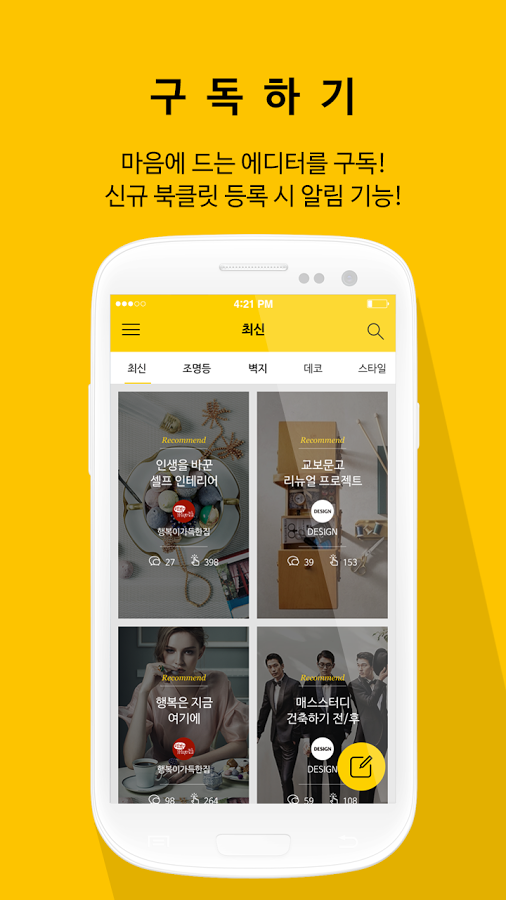 구독하기
마음에 드는 에디터를 구독!
신규 북클릿 등록 시 알림 기능!
4:21 PM
최신
최신 조명등 벽지 데코 스타일
Recommend
인생을 바꾼
셀프 인테리어
행복이가득한집
27 398
Recommend
교보문고
리뉴얼 프로젝트
DESIGN
DESIGN
39 153
Recommend
행복은 지금
여기에
행복이가득한집
98 264
Recommend
매스스터디
건축하기 전/후
DESIGN
DESIGN
59 108